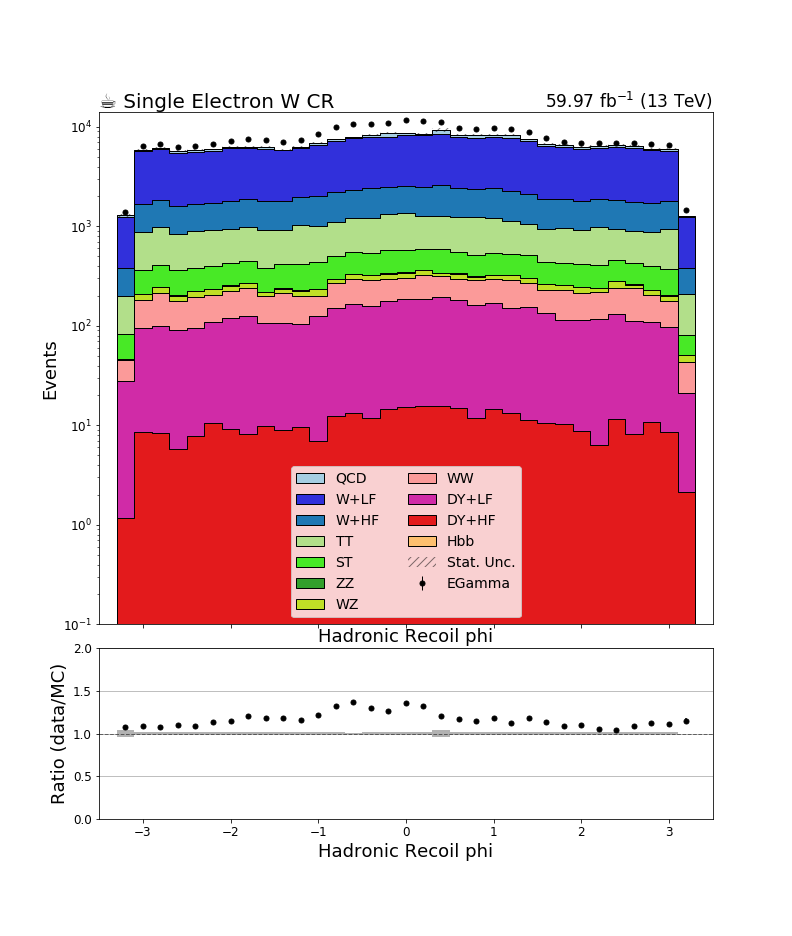 ☕ Single Electron W CR
59.97 fb⁻¹ (13 TeV)
10⁴
10³
10²
10¹
10⁰
10⁻¹
Events
QCD
W+LF
W+HF
TT
ST
ZZ
WZ
WW
DY+LF
DY+HF
Hbb
Stat. Unc.
EGamma
Hadronic Recoil phi
2.0
1.5
1.0
0.5
0.0
Ratio (data/MC)
−3 −2 −1 0 1 2 3
Hadronic Recoil phi